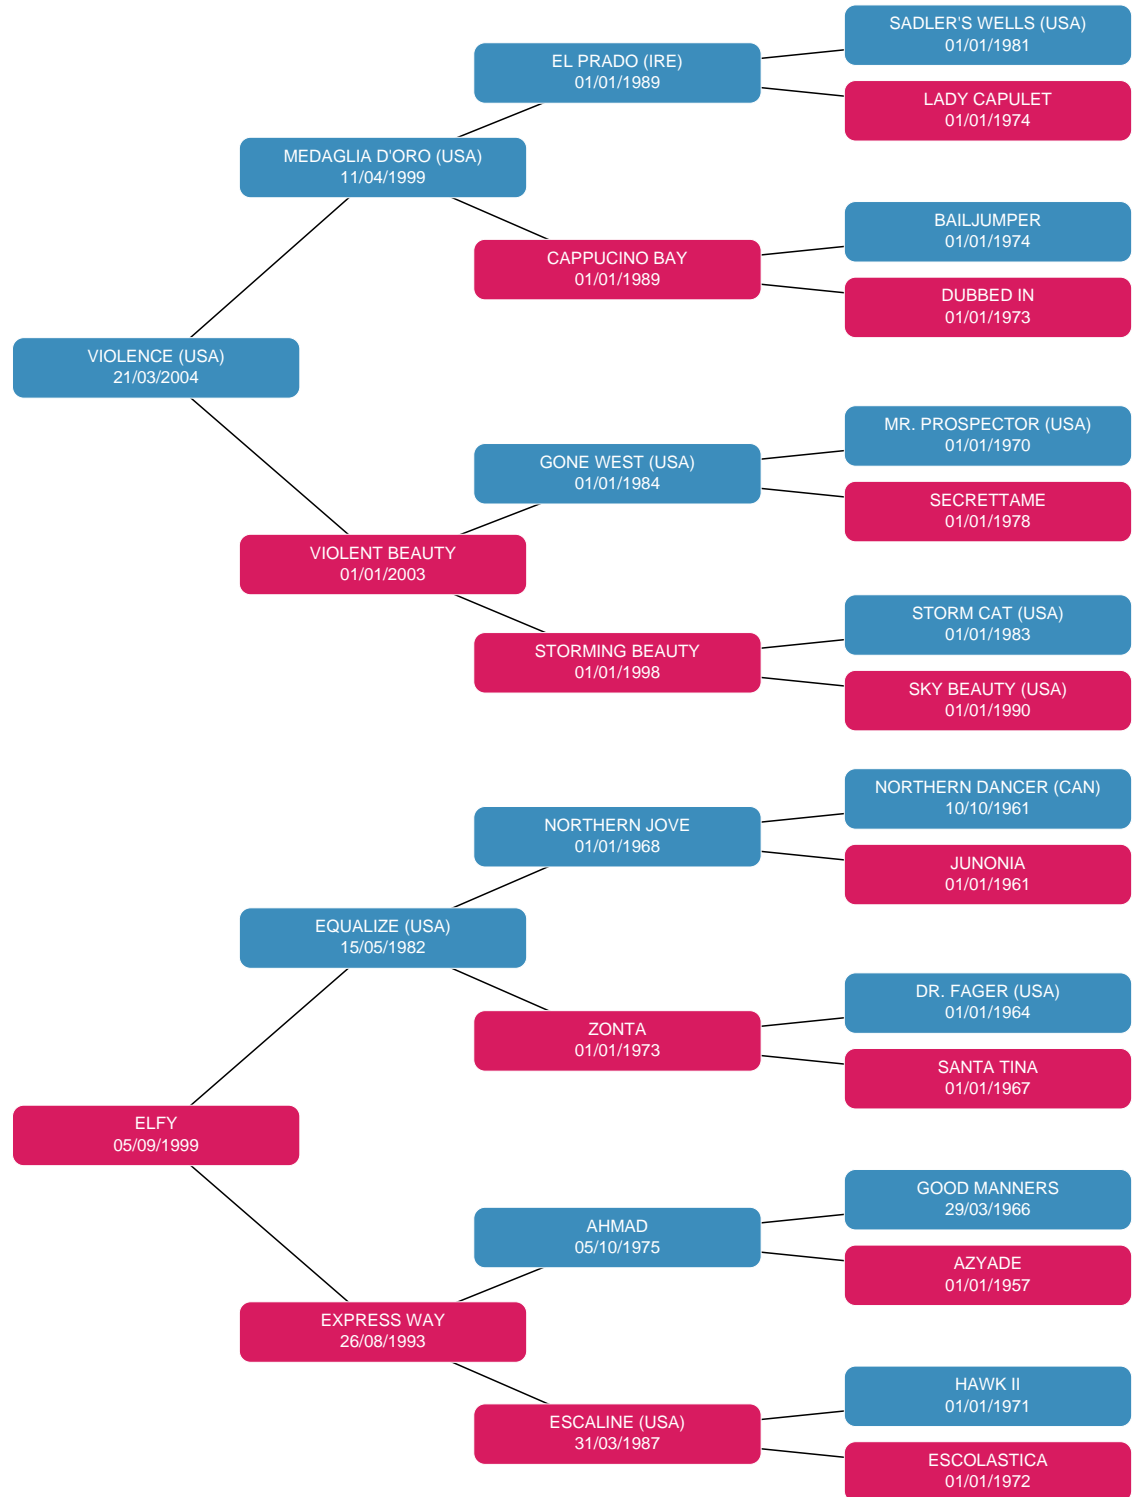 SADLER'S WELLS (USA)
01/01/1981
EL PRADO (IRE)
01/01/1989
LADY CAPULET
01/01/1974
MEDAGLIA D'ORO (USA)
11/04/1999
BAILJUMPER
01/01/1974
CAPPUCINO BAY
01/01/1989
DUBBED IN
01/01/1973
VIOLENCE (USA)
21/03/2004
MR. PROSPECTOR (USA)
01/01/1970
GONE WEST (USA)
01/01/1984
SECRETTAME
01/01/1978
VIOLENT BEAUTY
01/01/2003
STORM CAT (USA)
01/01/1983
STORMING BEAUTY
01/01/1998
SKY BEAUTY (USA)
01/01/1990
NORTHERN DANCER (CAN)
10/10/1961
NORTHERN JOVE
01/01/1968
JUNONIA
01/01/1961
EQUALIZE (USA)
15/05/1982
DR. FAGER (USA)
01/01/1964
ZONTA
01/01/1973
SANTA TINA
01/01/1967
ELFY
05/09/1999
GOOD MANNERS
29/03/1966
AHMAD
05/10/1975
AZYADE
01/01/1957
EXPRESS WAY
26/08/1993
HAWK II
01/01/1971
ESCALINE (USA)
31/03/1987
ESCOLASTICA
01/01/1972